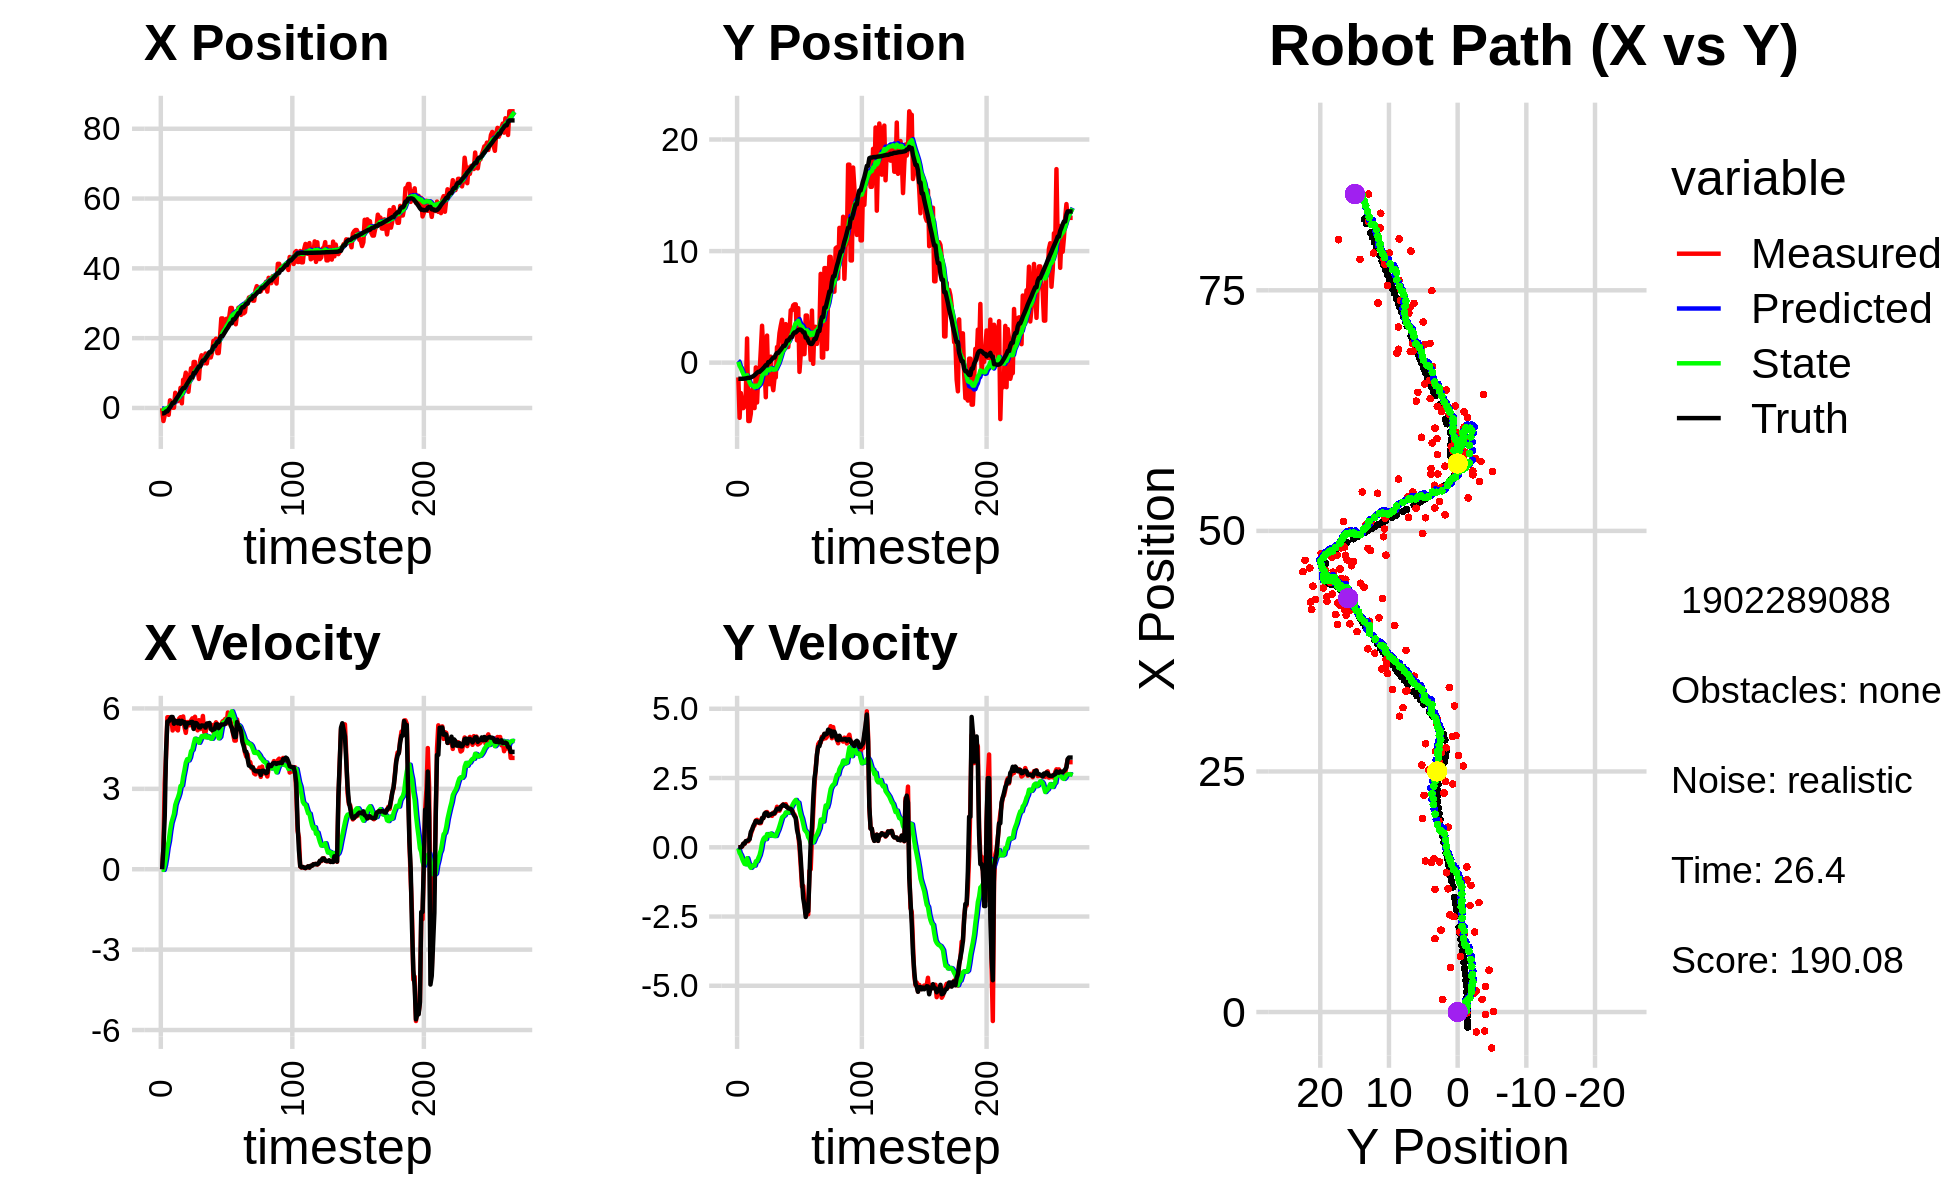 X Position
80
60
40
20
0
0 100 200
timestep
Y Position
20
10
0
0 100 200
timestep
X Velocity
6
3
0
-3
-6
0 100 200
timestep
Y Velocity
5.0
2.5
0.0
-2.5
-5.0
0 100 200
timestep
Robot Path (X vs Y)
X Position
75
50
25
0
20 10 0 -10 -20
Y Position
variable
Measured
Predicted
State
Truth
1902289088
Obstacles: none
Noise: realistic
Time: 26.4
Score: 190.08